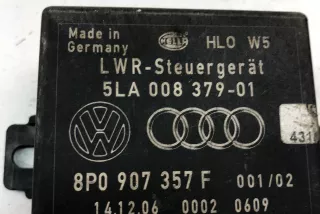 Made in
Germany
HELLA
HLO W5
LWR-Steuergerät
5LA 008 379-01
431
8P0 907 357 F 001/02
14.12.06 0002 0609